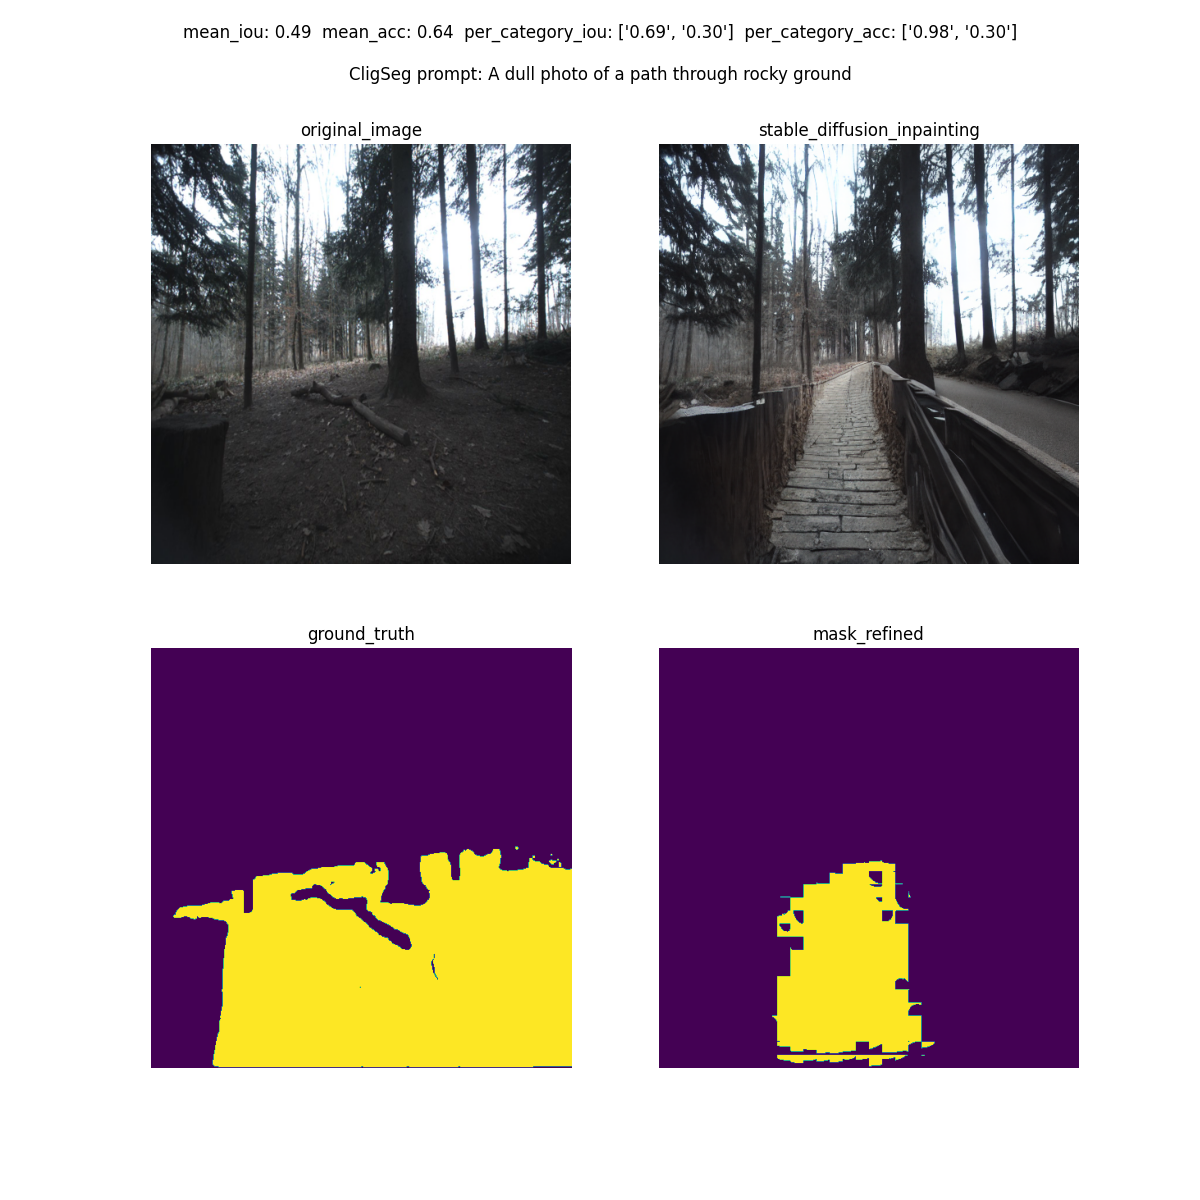 mean_iou: 0.49  mean_acc: 0.64  per_category_iou: ['0.69', '0.30']  per_category_acc: ['0.98', '0.30']
CligSeg prompt: A dull photo of a path through rocky ground
original_image
stable_diffusion_inpainting
ground_truth
mask_refined